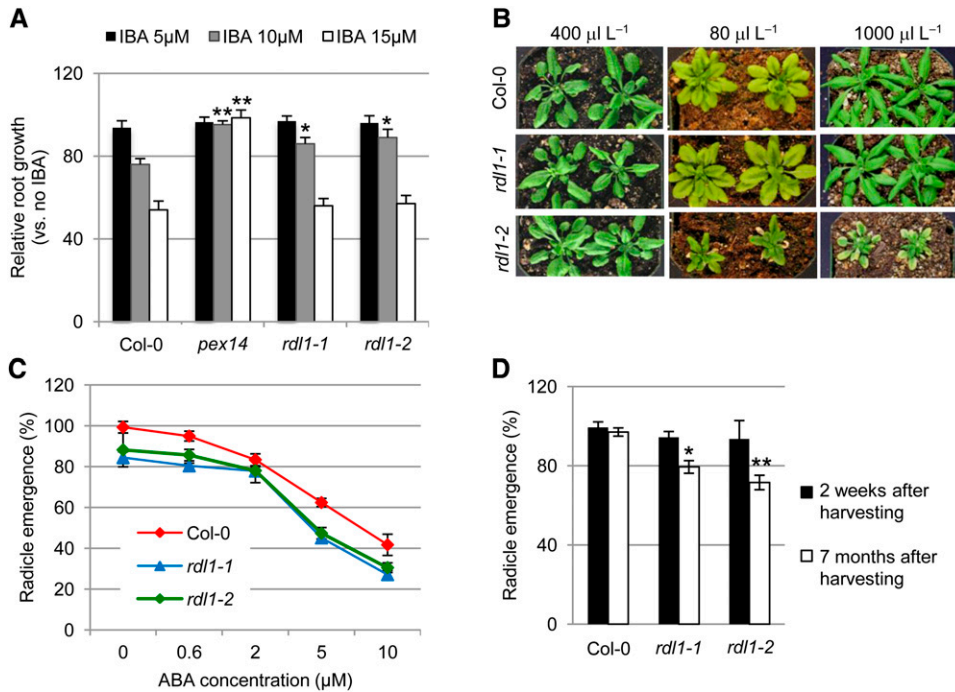 A
IBA 5µM IBA 10µM IBA 15µM
Relative root growth
(vs. no IBA)
120
80
40
0
** ** * *
Col-0 pex14 rdl1-1 rdl1-2
B
400 µl L⁻¹ 80 µl L⁻¹ 1000 µl L⁻¹
Col-0
rdl1-1
rdl1-2
C
Radicle emergence (%)
120
100
80
60
40
20
0
Col-0
rdl1-1
rdl1-2
0 0.6 2 5 10
ABA concentration (µM)
D
Radicle emergence (%)
120
80
40
0
* **
Col-0 rdl1-1 rdl1-2
2 weeks after
harvesting
7 months after
harvesting